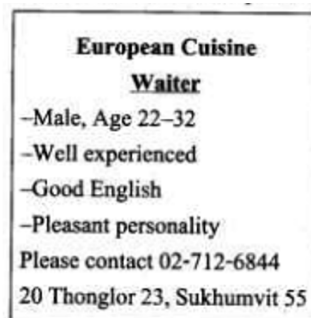 European Cuisine
Waiter
–Male, Age 22–32
–Well experienced
–Good English
–Pleasant personality
Please contact 02-712-6844
20 Thonglor 23, Sukhumvit 55